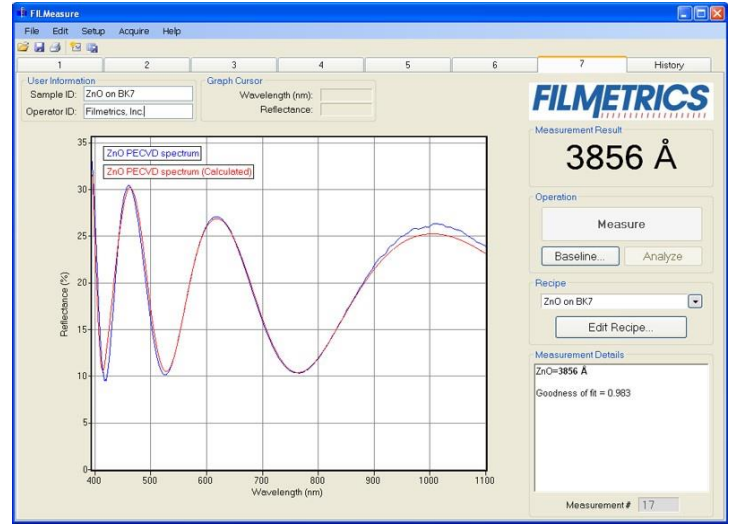 FILMeasure
File Edit Setup Acquire Help
1 2 3 4 5 6 7 History
User Information
Sample ID: ZnO on BK7
Operator ID: Filmetrics, Inc.
Graph Cursor
Wavelength (nm):
Reflectance:
FILMETRICS
Measurement Result
3856 Å
Operation
Measure
Baseline... Analyze
Recipe
ZnO on BK7
Edit Recipe...
Measurement Details
ZnO=3856 Å
Goodness of fit = 0.983
Measurement # 17
ZnO PECVD spectrum
ZnO PECVD spectrum (Calculated)
Reflectance (%)
35
30
25
20
15
10
5
0
400 500 600 700 800 900 1000 1100
Wavelength (nm)